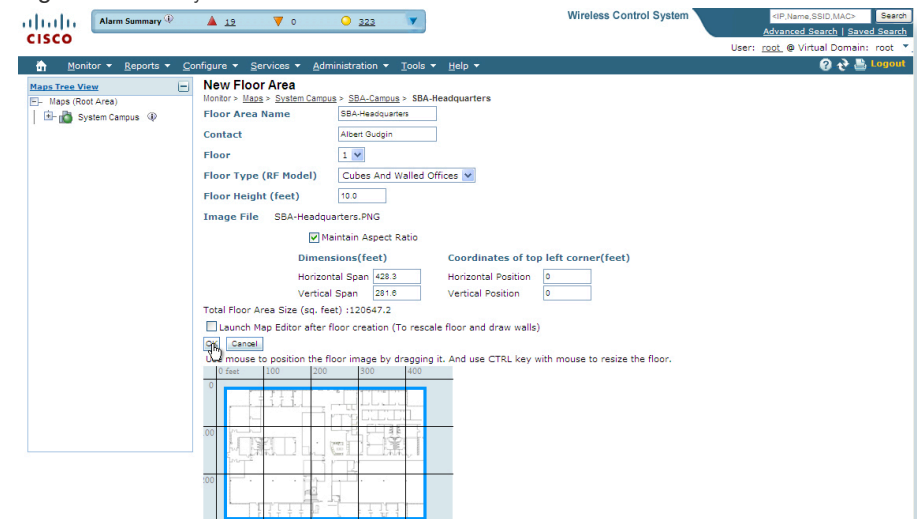 Alarm Summary 19 0 323
Wireless Control System
<IP,Name,SSID,MAC> Search
Advanced Search | Saved Search
CISCO
User: root @ Virtual Domain: root
Monitor Reports Configure Services Administration Tools Help Logout
Maps Tree View
Maps (Root Area)
System Campus
New Floor Area
Monitor > Maps > System Campus > SBA-Campus > SBA-Headquarters
Floor Area Name SBA-Headquarters
Contact Albert Gudgin
Floor 1
Floor Type (RF Model) Cubes And Walled Offices
Floor Height (feet) 10.0
Image File SBA-Headquarters.PNG
Maintain Aspect Ratio
Dimensions(feet) Coordinates of top left corner(feet)
Horizontal Span 428.3 Horizontal Position 0
Vertical Span 281.6 Vertical Position 0
Total Floor Area Size (sq. feet) :120647.2
Launch Map Editor after floor creation (To rescale floor and draw walls)
Cancel
mouse to position the floor image by dragging it. And use CTRL key with mouse to resize the floor.
0 feet 100 200 300 400
0